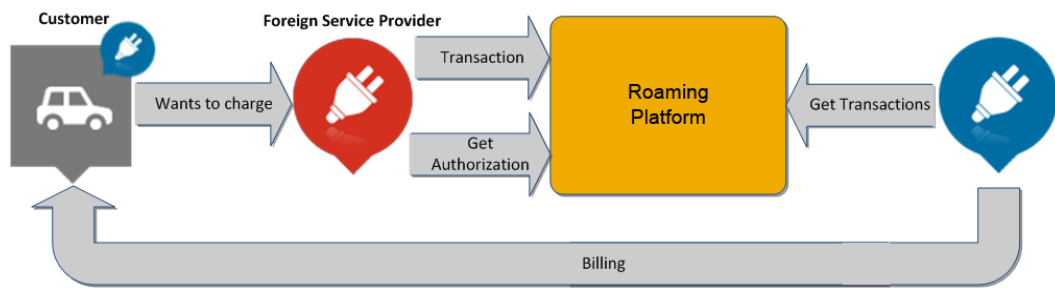 Customer
Foreign Service Provider
Wants to charge
Transaction
Get
Authorization
Roaming
Platform
Get Transactions
Billing